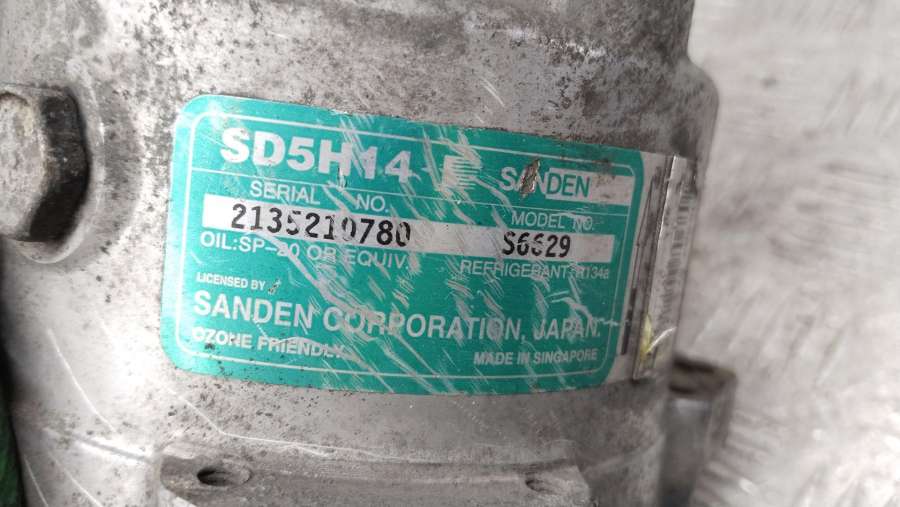 SD5H14
SANDEN
SERIAL NO.
MODEL NO.
2135210780
S6629
OIL:SP-20 OR EQUIV.
REFRIGERANT:R134a
LICENSED BY
SANDEN CORPORATION, JAPAN.
OZONE FRIENDLY
MADE IN SINGAPORE